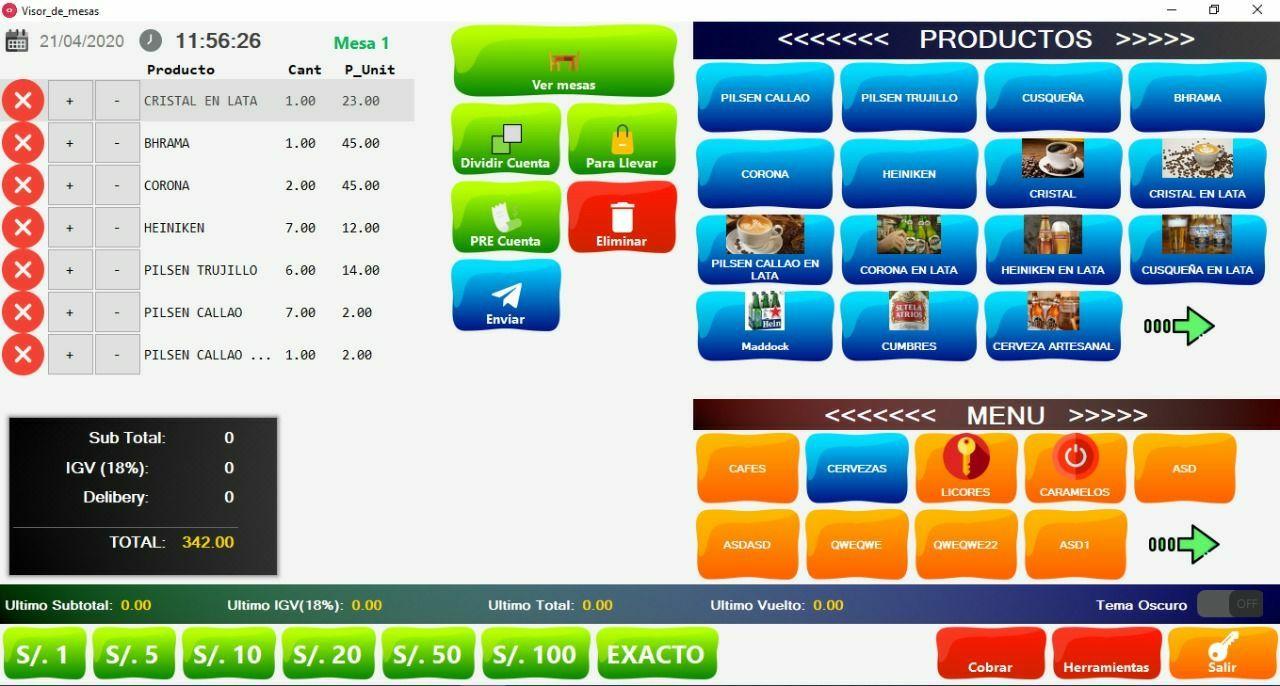 Visor_de_mesas
21/04/2020 11:56:26 Mesa 1
Producto Cant P_Unit
+ - CRISTAL EN LATA 1.00 23.00
+ - BHRAMA 1.00 45.00
+ - CORONA 2.00 45.00
+ - HEINIKEN 7.00 12.00
+ - PILSEN TRUJILLO 6.00 14.00
+ - PILSEN CALLAO 7.00 2.00
+ - PILSEN CALLAO ... 1.00 2.00
Sub Total: 0
IGV (18%): 0
Delibery: 0
TOTAL: 342.00
Ver mesas
Dividir Cuenta
Para Llevar
PRE Cuenta
Eliminar
Enviar
<<<<<<< PRODUCTOS >>>>>
PILSEN CALLAO
PILSEN TRUJILLO
CUSQUEÑA
BHRAMA
CORONA
HEINIKEN
CRISTAL
CRISTAL EN LATA
PILSEN CALLAO EN
LATA
CORONA EN LATA
HEINIKEN EN LATA
CUSQUEÑA EN LATA
Maddock
CUMBRES
CERVEZA ARTESANAL
<<<<<<< MENU >>>>>
CAFES
CERVEZAS
LICORES
CARAMELOS
ASD
ASDASD
QWEQWE
QWEQWE22
ASD1
Ultimo Subtotal: 0.00 Ultimo IGV(18%): 0.00 Ultimo Total: 0.00 Ultimo Vuelto: 0.00 Tema Oscuro OFF
S/. 1 S/. 5 S/. 10 S/. 20 S/. 50 S/. 100 EXACTO Cobrar Herramientas Salir